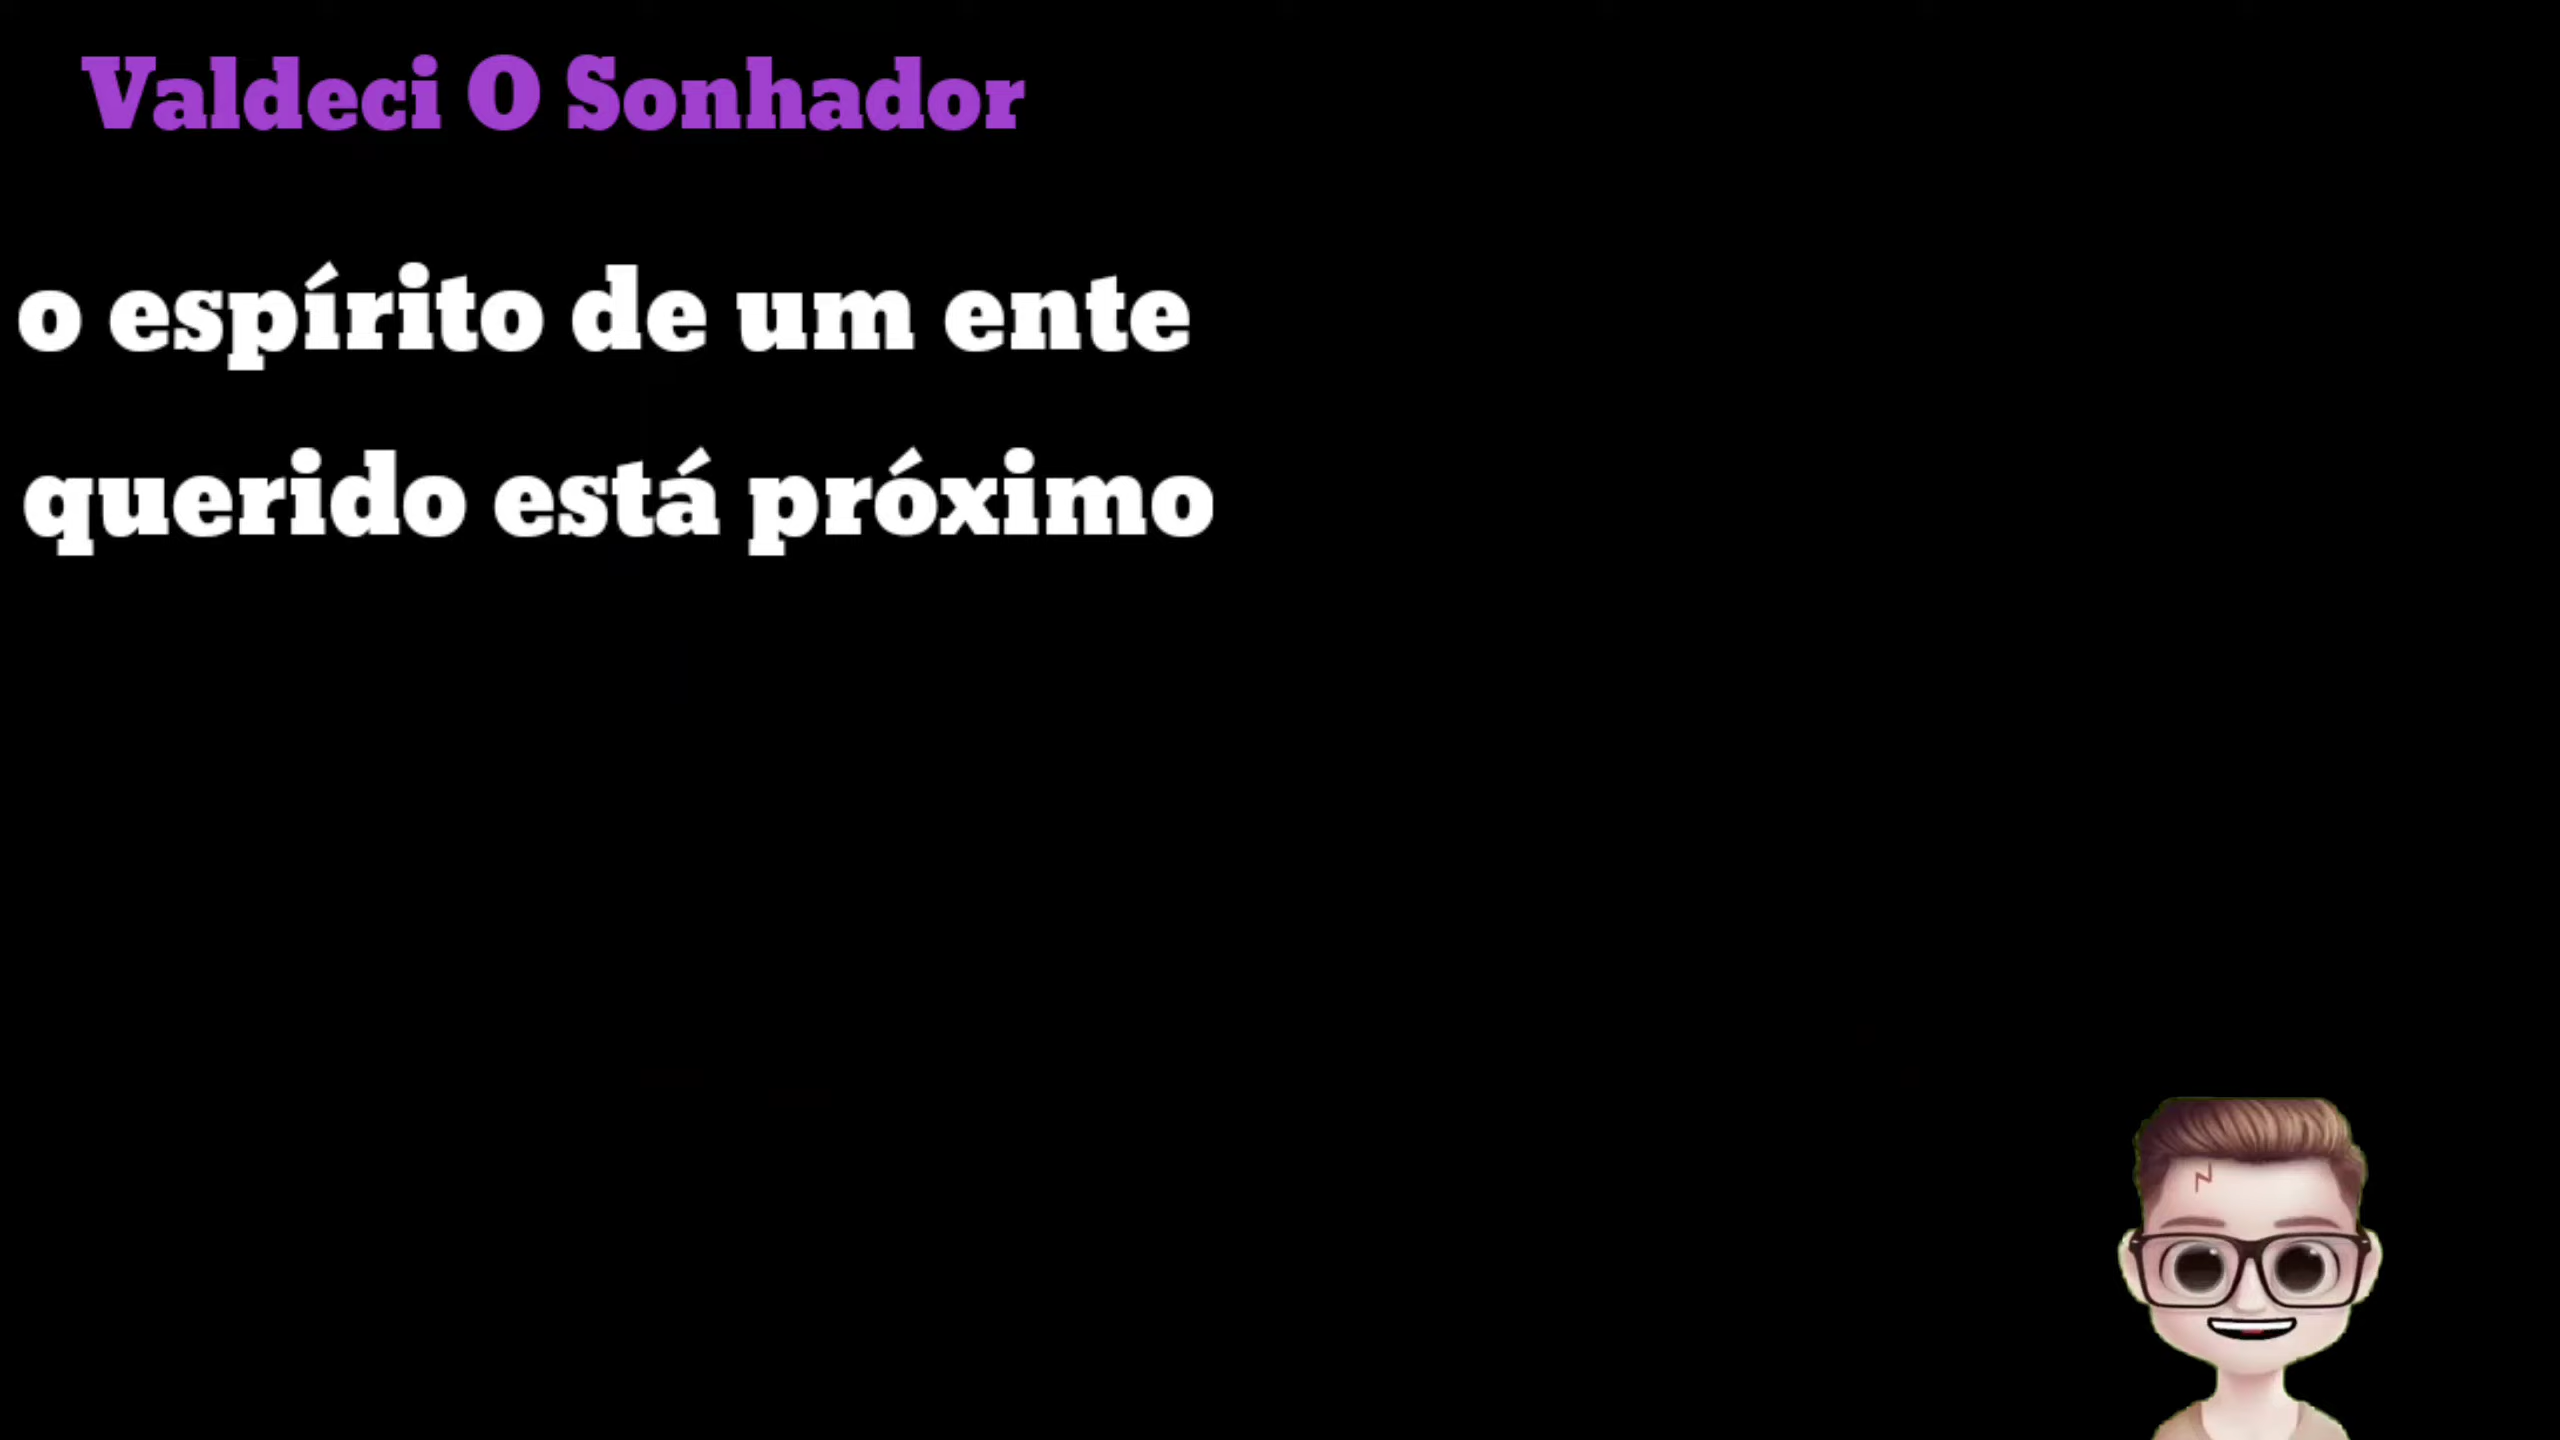 Valdeci O Sonhador
o espírito de um ente
querido está próximo